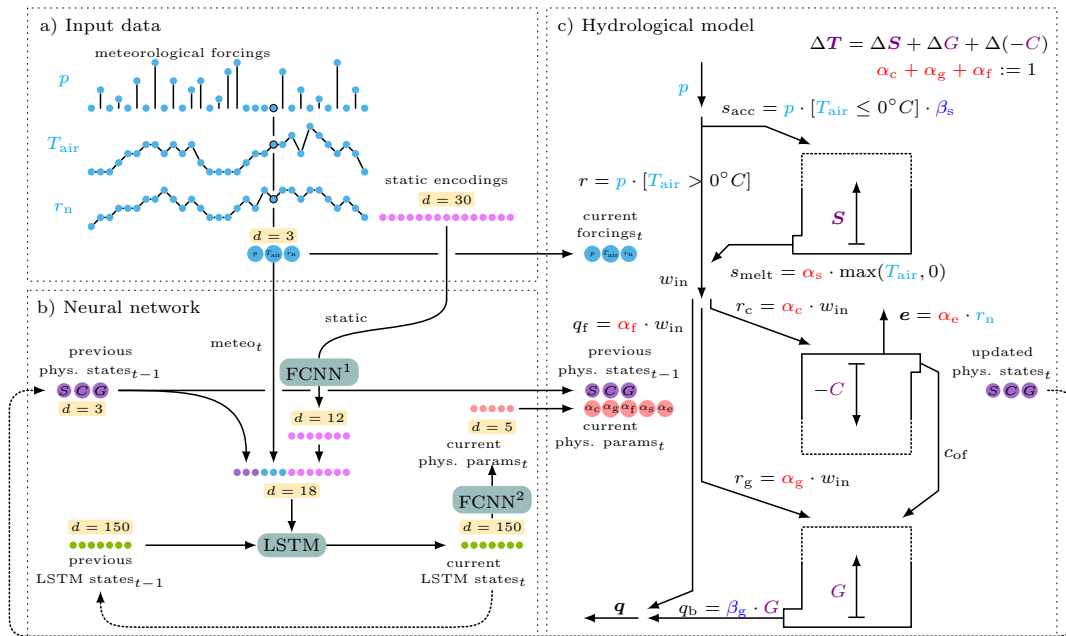 a) Input data
meteorological forcings
p
T_air
r_n
static encodings
d = 30
d = 3
p T_air r_n
current
forcings_t
p T_air r_n
b) Neural network
static
meteo_t
previous
phys. states_{t−1}
S C G
d = 3
FCNN^1
d = 12
d = 5
current
phys. params_t
d = 18
FCNN^2
d = 150
LSTM
d = 150
previous
LSTM states_{t−1}
current
LSTM states_t
c) Hydrological model
ΔT = ΔS + ΔG + Δ(−C)
α_c + α_g + α_f := 1
p
s_acc = p · [T_air ≤ 0°C] · β_s
r = p · [T_air > 0°C]
S
s_melt = α_s · max(T_air, 0)
w_in
r_c = α_c · w_in
e = α_e · r_n
q_f = α_f · w_in
previous
phys. states_{t−1}
S C G
α_c α_g α_f α_s α_e
current
phys. params_t
−C
updated
phys. states_t
S C G
c_of
r_g = α_g · w_in
G
q
q_b = β_g · G